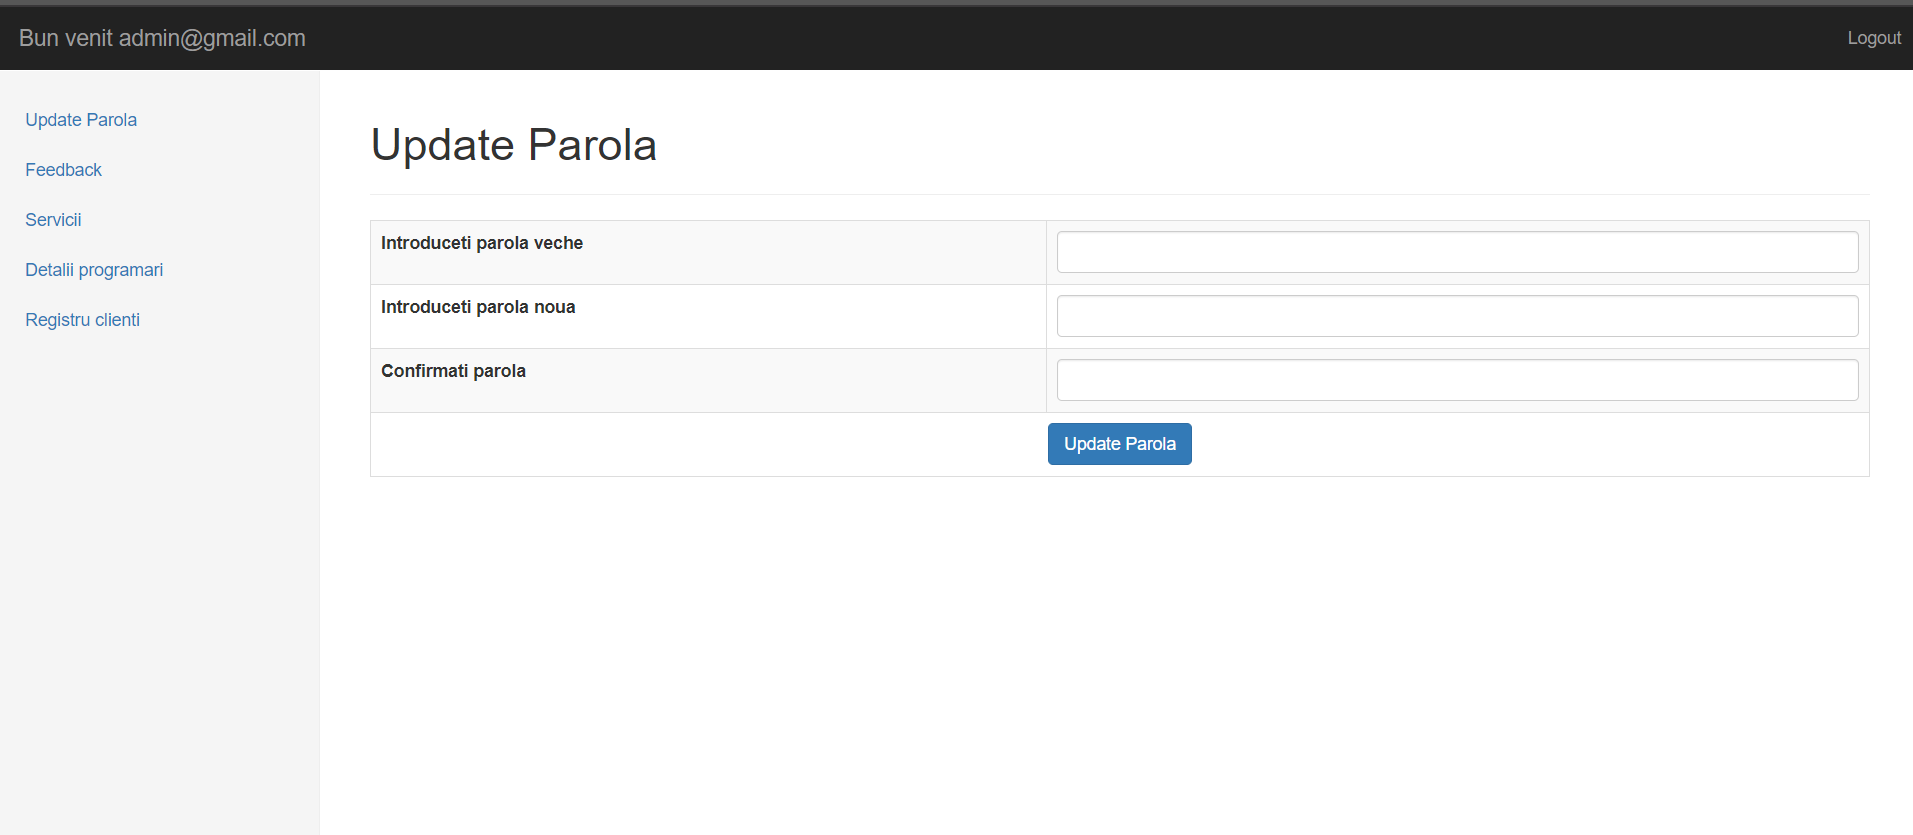 Bun venit admin@gmail.com
Logout
Update Parola
Feedback
Servicii
Detalii programari
Registru clienti
Update Parola
Introduceti parola veche
Introduceti parola noua
Confirmati parola
Update Parola